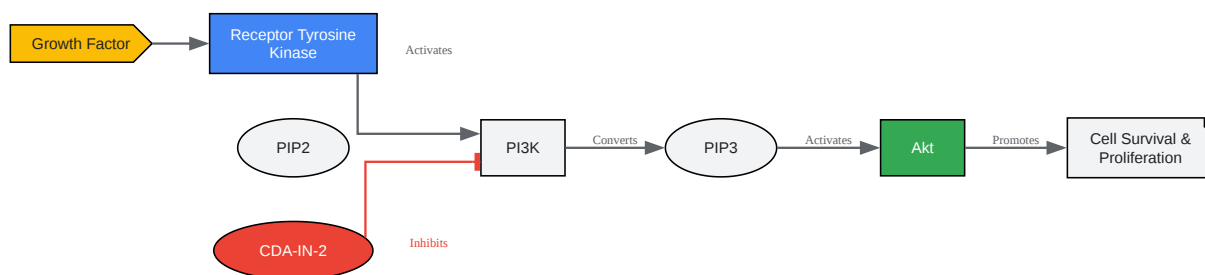 Growth Factor
Receptor Tyrosine
Kinase
Activates
PIP2
PI3K
Converts
PIP3
Activates
Akt
Promotes
Cell Survival &
Proliferation
CDA-IN-2
Inhibits